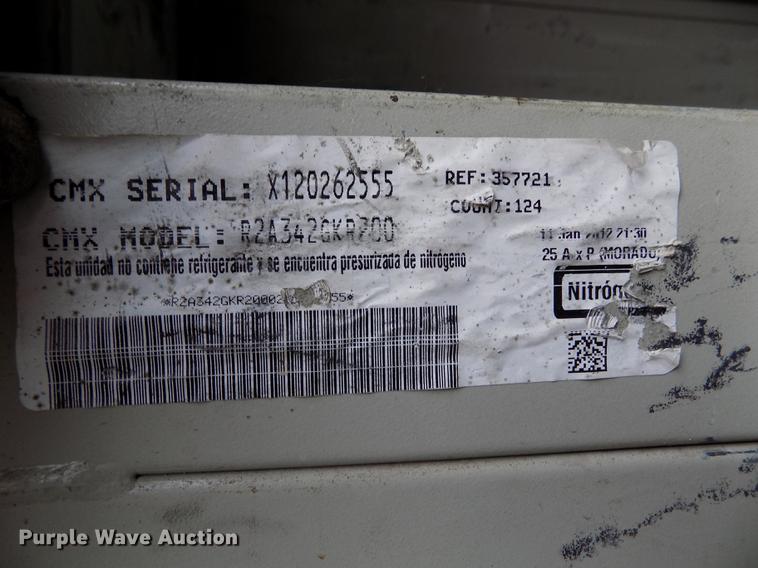 CMX SERIAL: X120262555
REF: 357721
COUNT: 124
CMX MODEL: R2A342GKR200
11 Jan 2012 21:30
Esta unidad no contiene refrigerante y se encuentra presurizada de nitrógeno
25 A x P (MORADO)
Purple Wave Auction